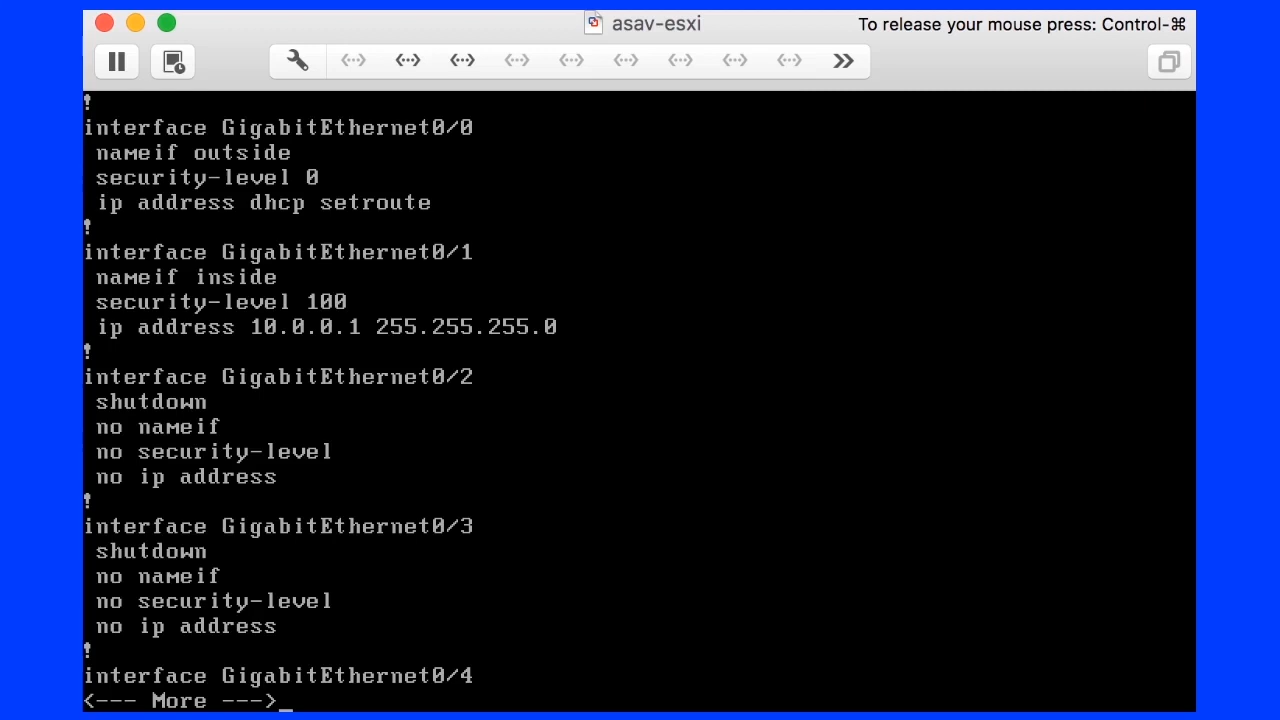 asav-esxi
To release your mouse press: Control-⌘
!
interface GigabitEthernet0/0
 nameif outside
 security-level 0
 ip address dhcp setroute
!
interface GigabitEthernet0/1
 nameif inside
 security-level 100
 ip address 10.0.0.1 255.255.255.0
!
interface GigabitEthernet0/2
 shutdown
 no nameif
 no security-level
 no ip address
!
interface GigabitEthernet0/3
 shutdown
 no nameif
 no security-level
 no ip address
!
interface GigabitEthernet0/4
<--- More --->_